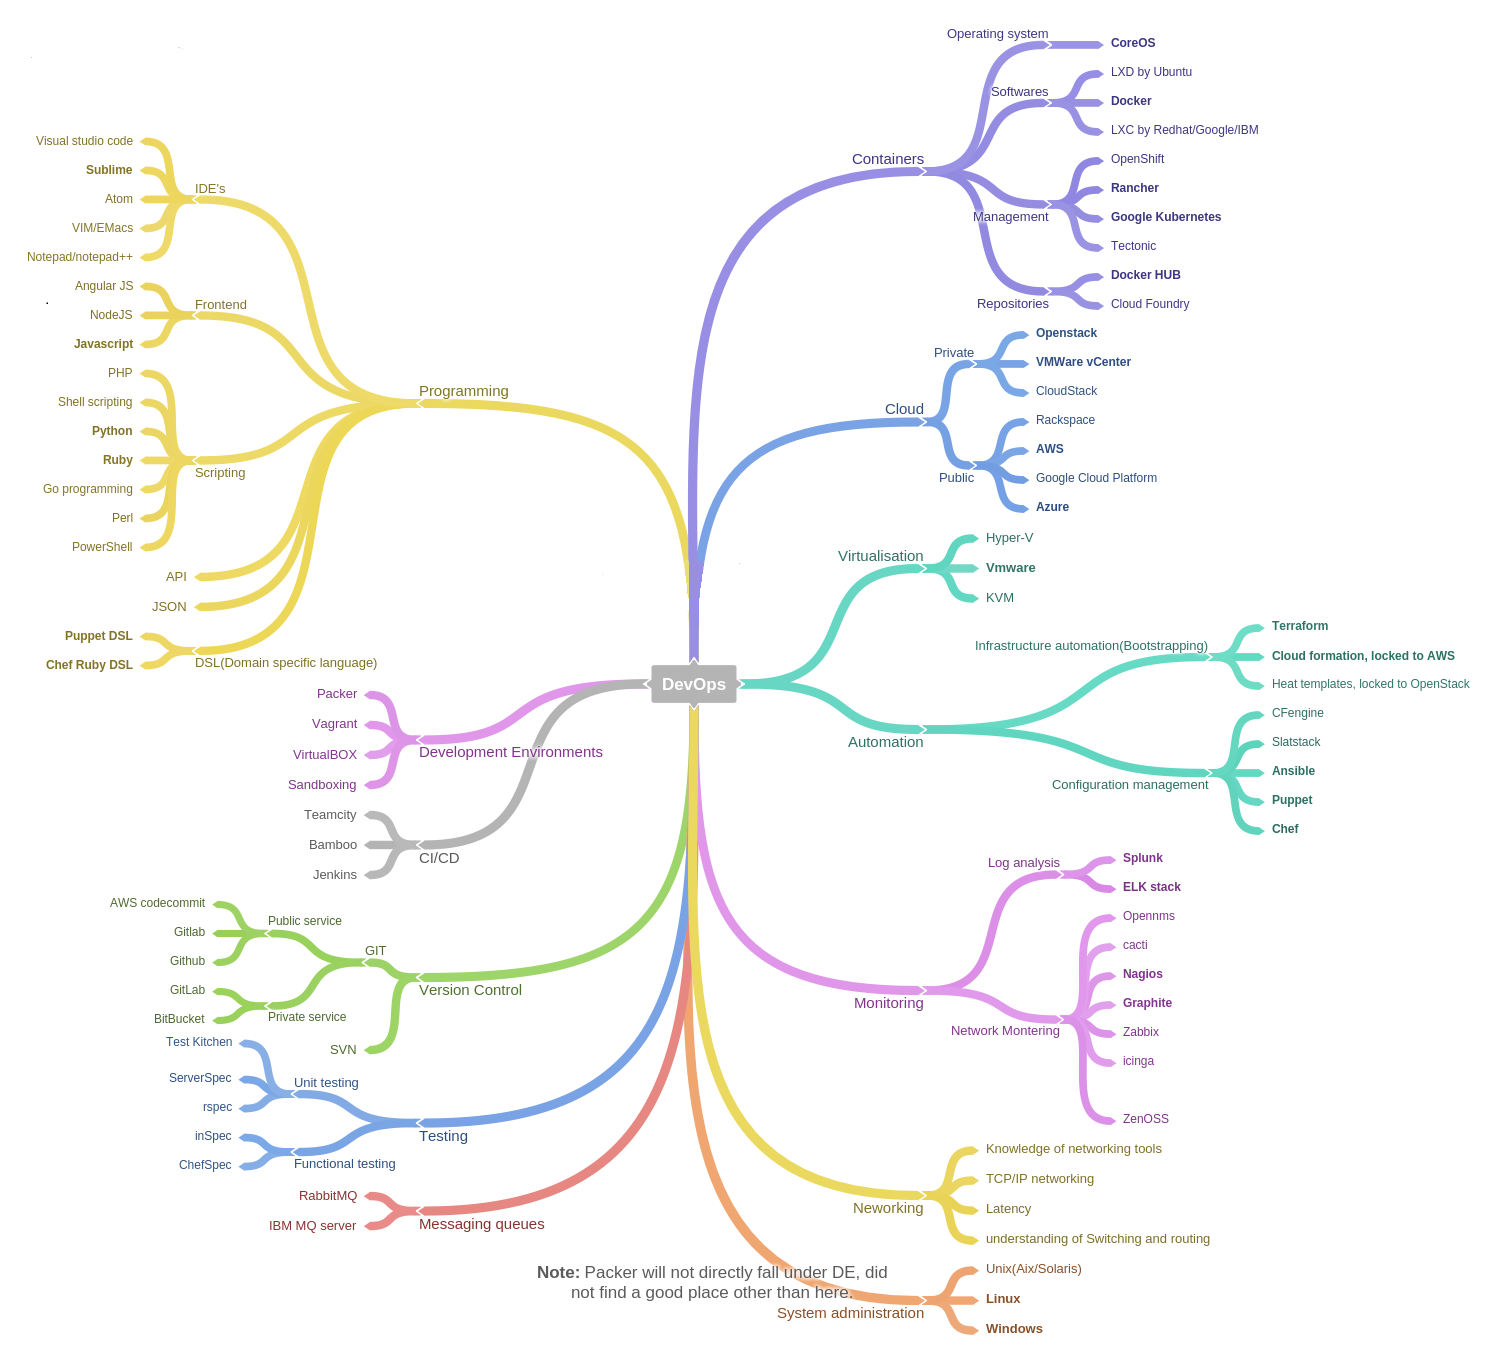 DevOps
Containers
Operating system
CoreOS
Softwares
LXD by Ubuntu
Docker
LXC by Redhat/Google/IBM
Management
OpenShift
Rancher
Google Kubernetes
Tectonic
Repositories
Docker HUB
Cloud Foundry
Cloud
Private
Openstack
VMWare vCenter
CloudStack
Public
Rackspace
AWS
Google Cloud Platform
Azure
Virtualisation
Hyper-V
Vmware
KVM
Automation
Infrastructure automation(Bootstrapping)
Terraform
Cloud formation, locked to AWS
Heat templates, locked to OpenStack
Configuration management
CFengine
Slatstack
Ansible
Puppet
Chef
Monitoring
Log analysis
Splunk
ELK stack
Network Montering
Opennms
cacti
Nagios
Graphite
Zabbix
icinga
ZenOSS
Neworking
Knowledge of networking tools
TCP/IP networking
Latency
understanding of Switching and routing
System administration
Unix(Aix/Solaris)
Linux
Windows
Programming
IDE's
Visual studio code
Sublime
Atom
VIM/EMacs
Notepad/notepad++
Frontend
Angular JS
NodeJS
Javascript
Scripting
PHP
Shell scripting
Python
Ruby
Go programming
Perl
PowerShell
API
JSON
DSL(Domain specific language)
Puppet DSL
Chef Ruby DSL
Development Environments
Packer
Vagrant
VirtualBOX
Sandboxing
CI/CD
Teamcity
Bamboo
Jenkins
Version Control
GIT
Public service
AWS codecommit
Gitlab
Github
Private service
GitLab
BitBucket
SVN
Testing
Unit testing
Test Kitchen
ServerSpec
rspec
Functional testing
inSpec
ChefSpec
Messaging queues
RabbitMQ
IBM MQ server
Note: Packer will not directly fall under DE, did
not find a good place other than here.